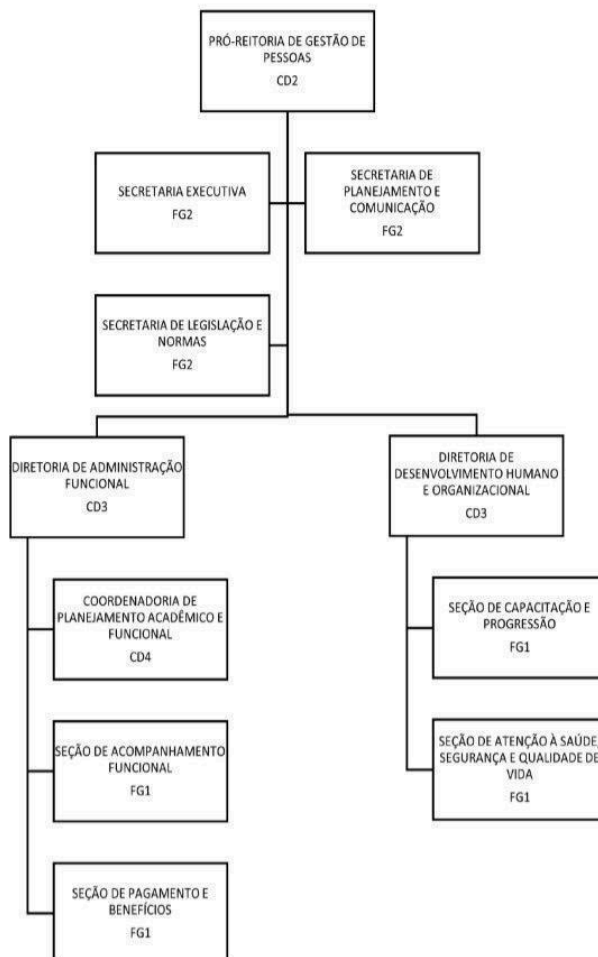 PRÓ-REITORIA DE GESTÃO DE
PESSOAS
CD2
SECRETARIA EXECUTIVA
FG2
SECRETARIA DE
PLANEJAMENTO E
COMUNICAÇÃO
FG2
SECRETARIA DE LEGISLAÇÃO E
NORMAS
FG2
DIRETORIA DE ADMINISTRAÇÃO
FUNCIONAL
CD3
DIRETORIA DE
DESENVOLVIMENTO HUMANO
E ORGANIZACIONAL
CD3
COORDENADORIA DE
PLANEJAMENTO ACADÊMICO E
FUNCIONAL
CD4
SEÇÃO DE ACOMPANHAMENTO
FUNCIONAL
FG1
SEÇÃO DE PAGAMENTO E
BENEFÍCIOS
FG1
SEÇÃO DE CAPACITAÇÃO E
PROGRESSÃO
FG1
SEÇÃO DE ATENÇÃO À SAÚDE,
SEGURANÇA E QUALIDADE DE
VIDA
FG1